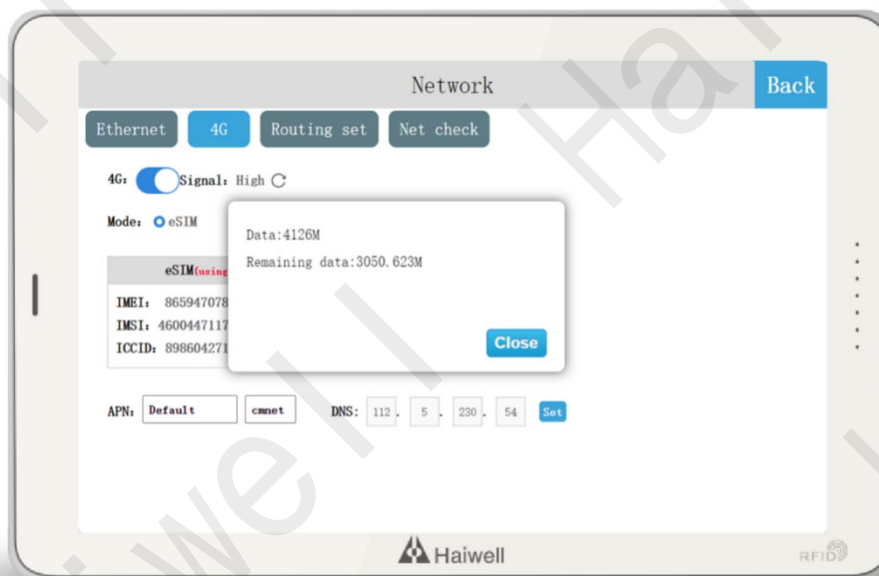 Network
Back
Ethernet
4G
Routing set
Net check
4G: Signal: High
Mode: eSIM
Data:4126M
Remaining data:3050.623M
Close
eSIM(using
IMEI: 865947078
IMSI: 4600447117
ICCID: 898604271
APN: Default cmnet DNS: 112 . 5 . 230 . 54 Set
Haiwell
RFID